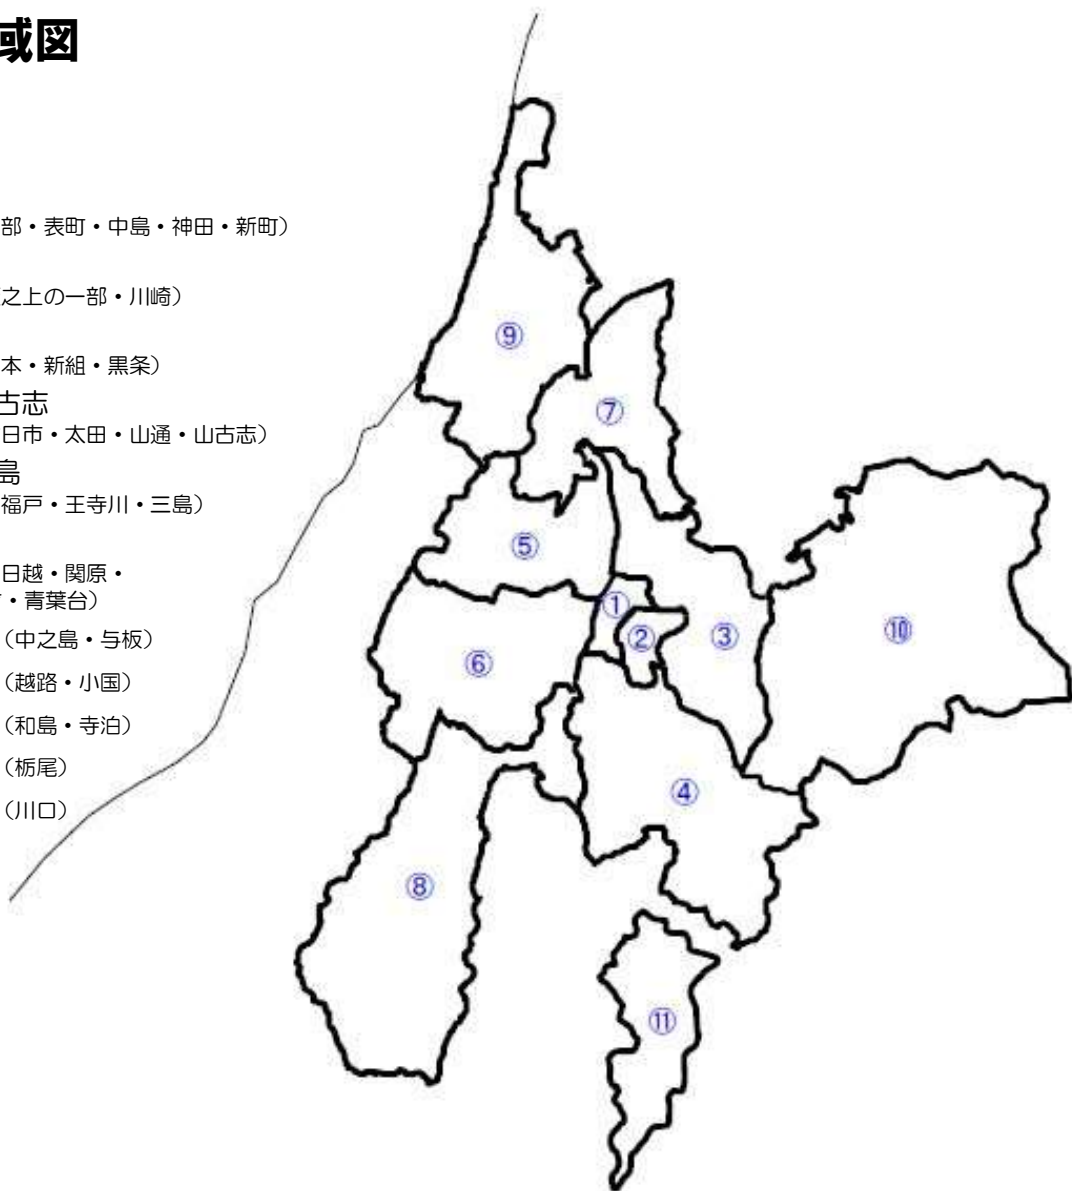 域図
部・表町・中島・神田・新町）
之上の一部・川崎）
本・新組・黒条）
古志
日市・太田・山通・山古志）
島
福戸・王寺川・三島）
日越・関原・
・青葉台）
（中之島・与板）
（越路・小国）
（和島・寺泊）
（栃尾）
（川口）
⑨
⑦
⑤
①
②
③
⑩
⑥
④
⑧
⑪